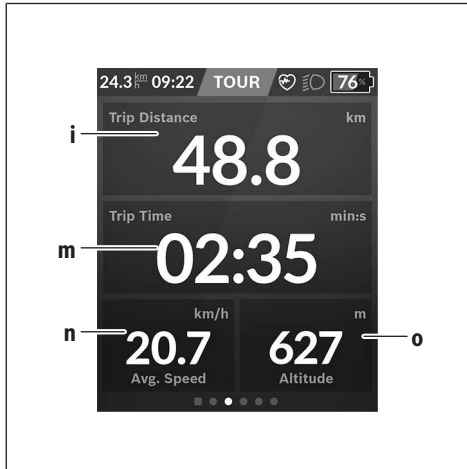 24.3 km/h 09:22 TOUR 76%
Trip Distance km
i
48.8
Trip Time min:s
m
02:35
km/h m
n
20.7 627
o
Avg. Speed Altitude